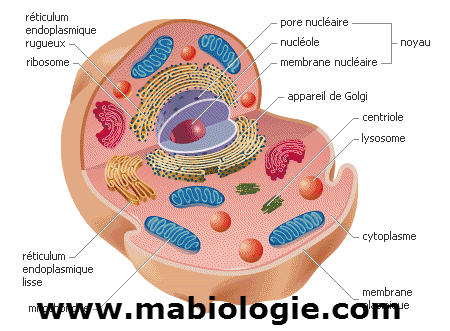 réticulum
endoplasmique
rugueux
ribosome
pore nucléaire
nucléole
noyau
membrane nucléaire
appareil de Golgi
centriole
lysosome
cytoplasme
réticulum
endoplasmique
lisse
membrane
www.mabiologie.com